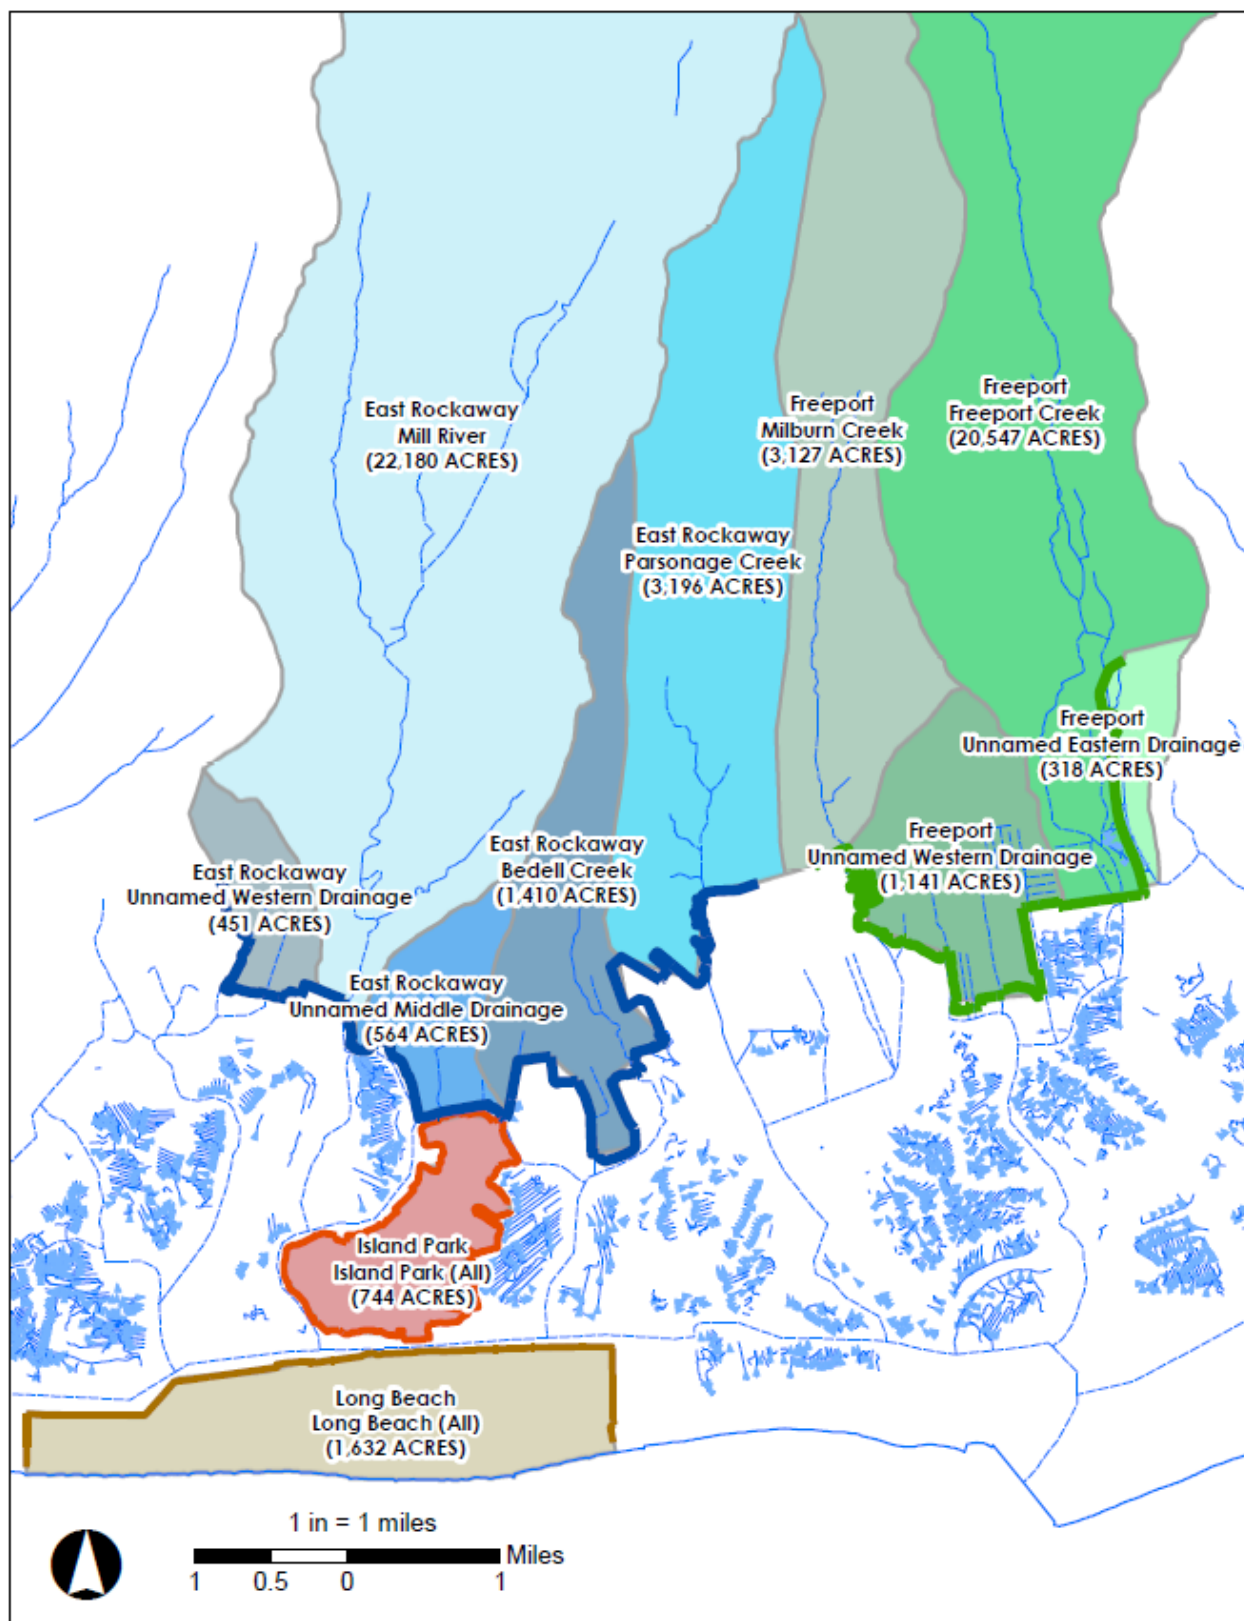 East Rockaway
Mill River
(22,180 ACRES)
Freeport
Milburn Creek
(3,127 ACRES)
Freeport
Freeport Creek
(20,547 ACRES)
East Rockaway
Parsonage Creek
(3,196 ACRES)
Freeport
Unnamed Eastern Drainage
(318 ACRES)
Freeport
Unnamed Western Drainage
(1,141 ACRES)
East Rockaway
Bedell Creek
(1,410 ACRES)
East Rockaway
Unnamed Western Drainage
(451 ACRES)
East Rockaway
Unnamed Middle Drainage
(564 ACRES)
Island Park
Island Park (All)
(744 ACRES)
Long Beach
Long Beach (All)
(1,632 ACRES)
1 in = 1 miles
Miles
1 0.5 0 1